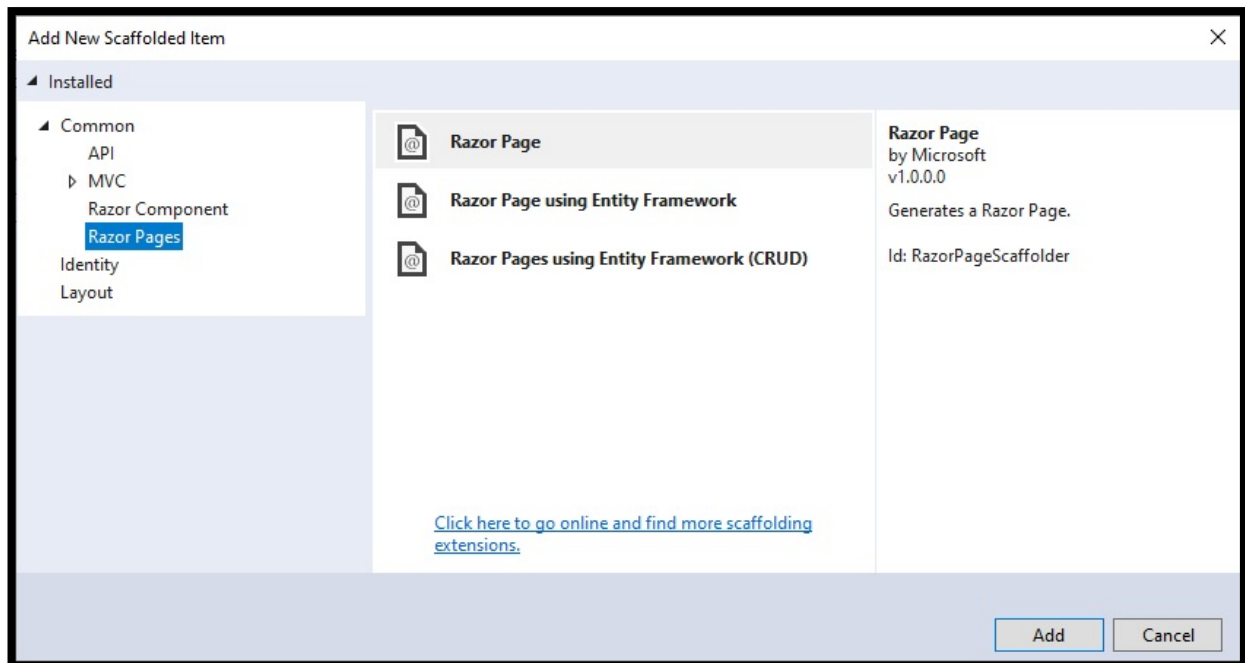 Add New Scaffolded Item
Installed
Common
API
MVC
Razor Component
Razor Pages
Identity
Layout
Razor Page
Razor Page using Entity Framework
Razor Pages using Entity Framework (CRUD)
Click here to go online and find more scaffolding
extensions.
Razor Page
by Microsoft
v1.0.0.0
Generates a Razor Page.
Id: RazorPageScaffolder
Add
Cancel